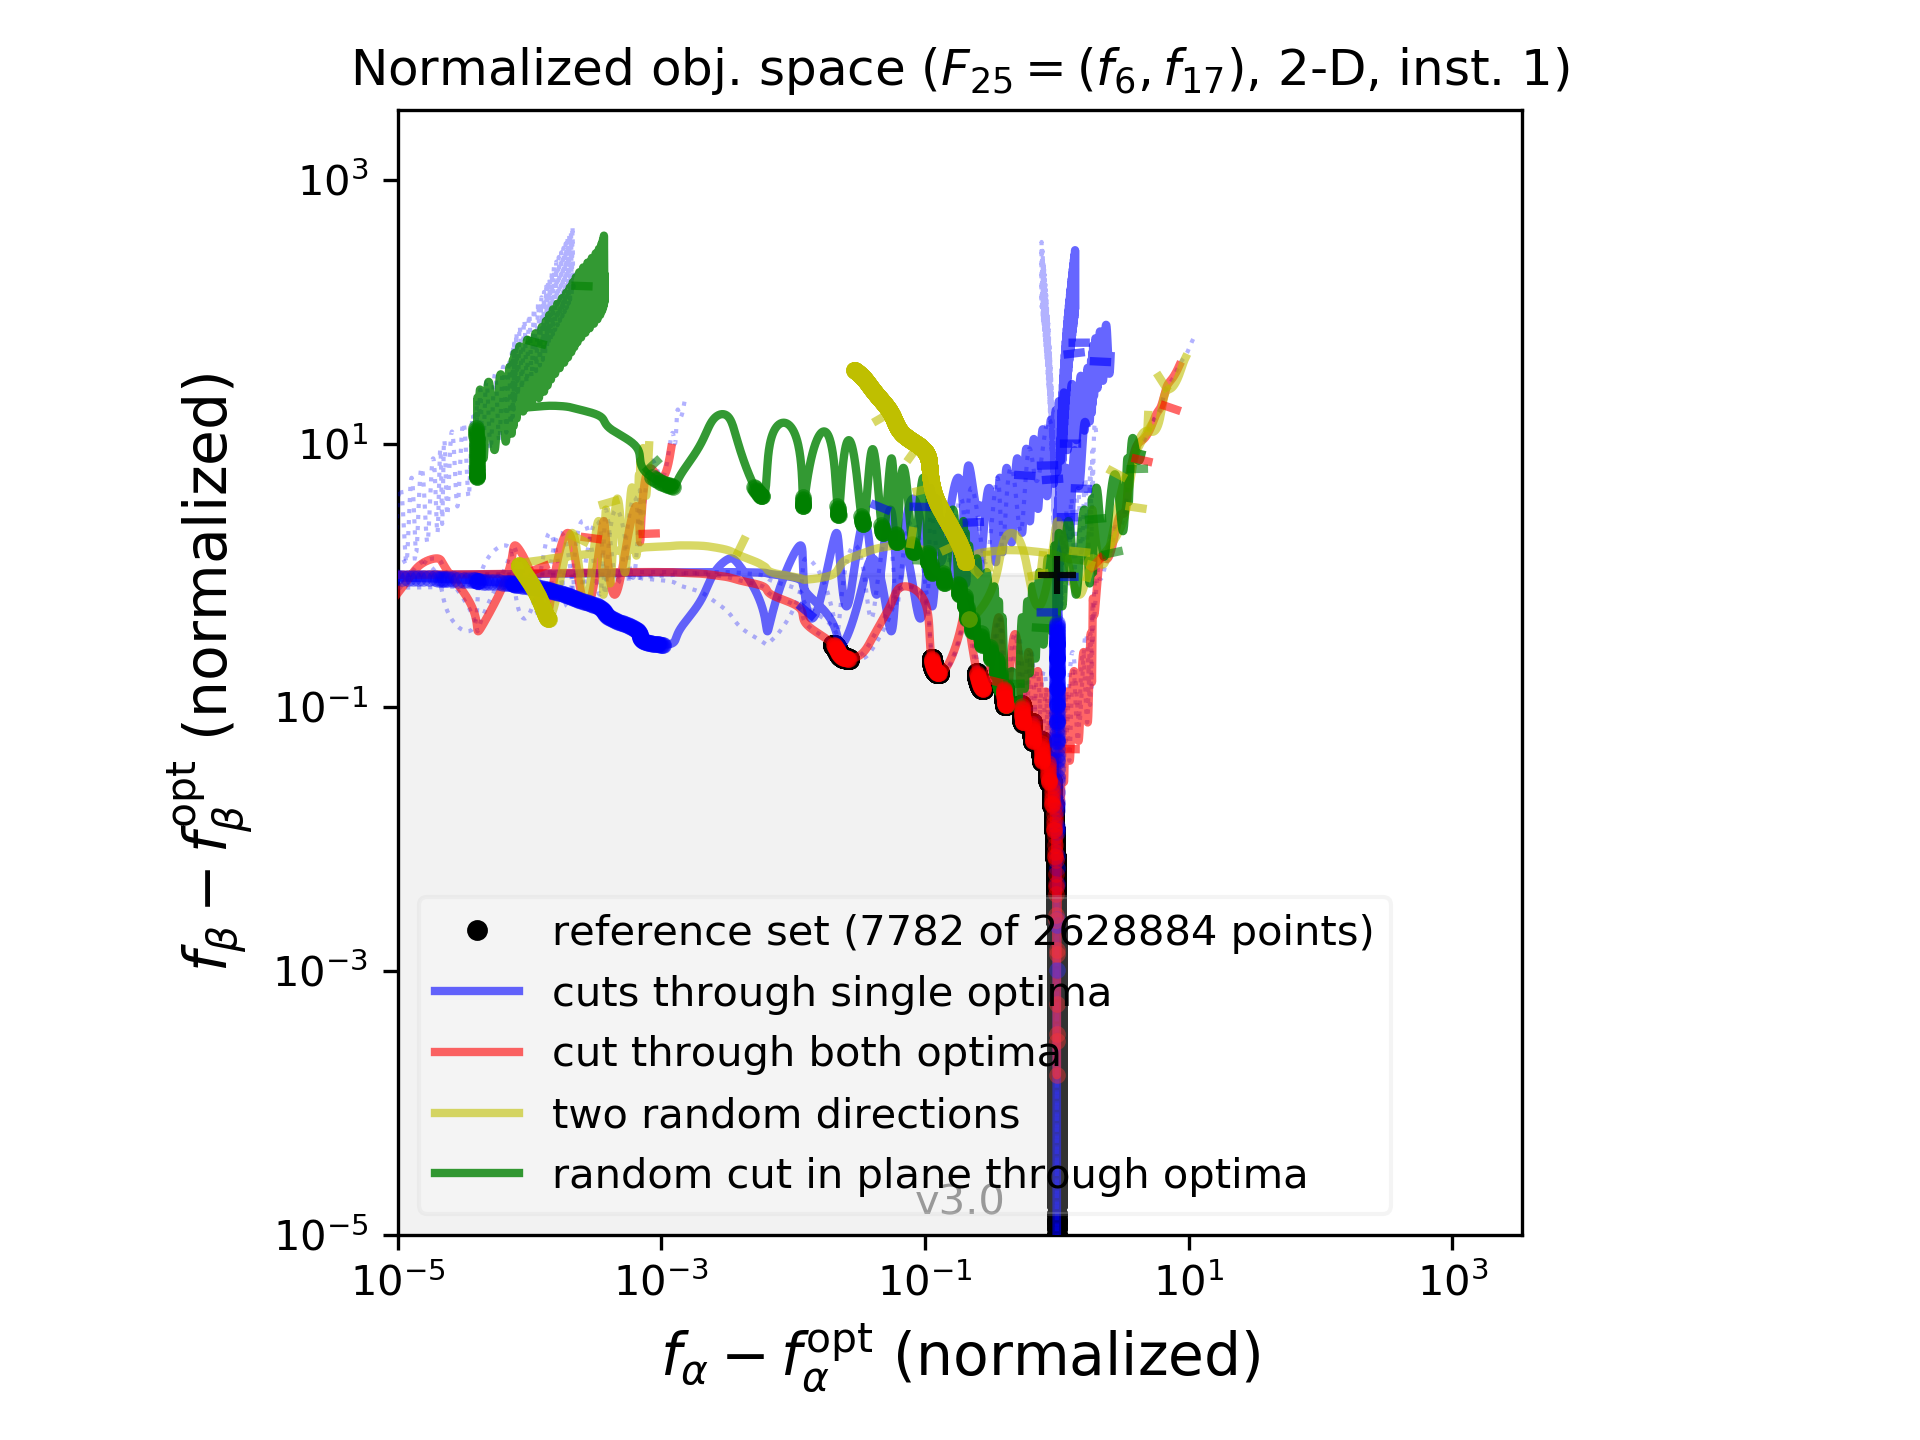 Normalized obj. space (F₂₅ = (f₆, f₁₇), 2-D, inst. 1)
10³
10¹
10⁻¹
10⁻³
10⁻⁵
f_β − f_β^opt (normalized)
reference set (7782 of 2628884 points)
cuts through single optima
cut through both optima
two random directions
random cut in plane through optima
v3.0
10⁻⁵ 10⁻³ 10⁻¹ 10¹ 10³
f_α − f_α^opt (normalized)